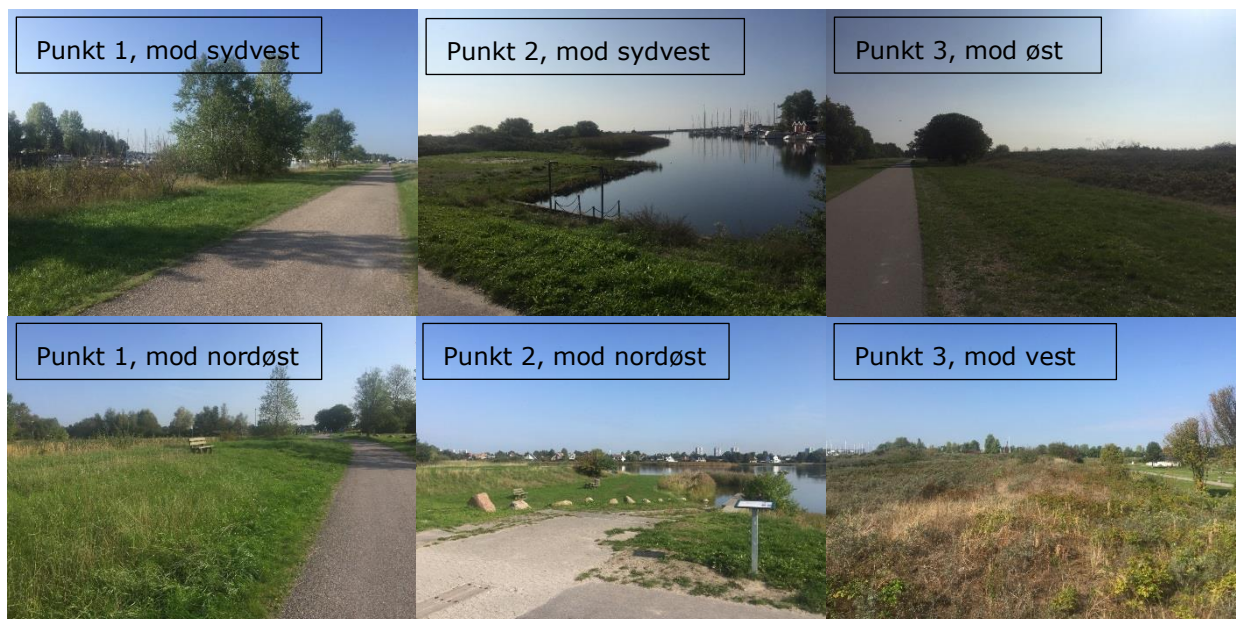 Punkt 1, mod sydvest
Punkt 2, mod sydvest
Punkt 3, mod øst
Punkt 1, mod nordøst
Punkt 2, mod nordøst
Punkt 3, mod vest